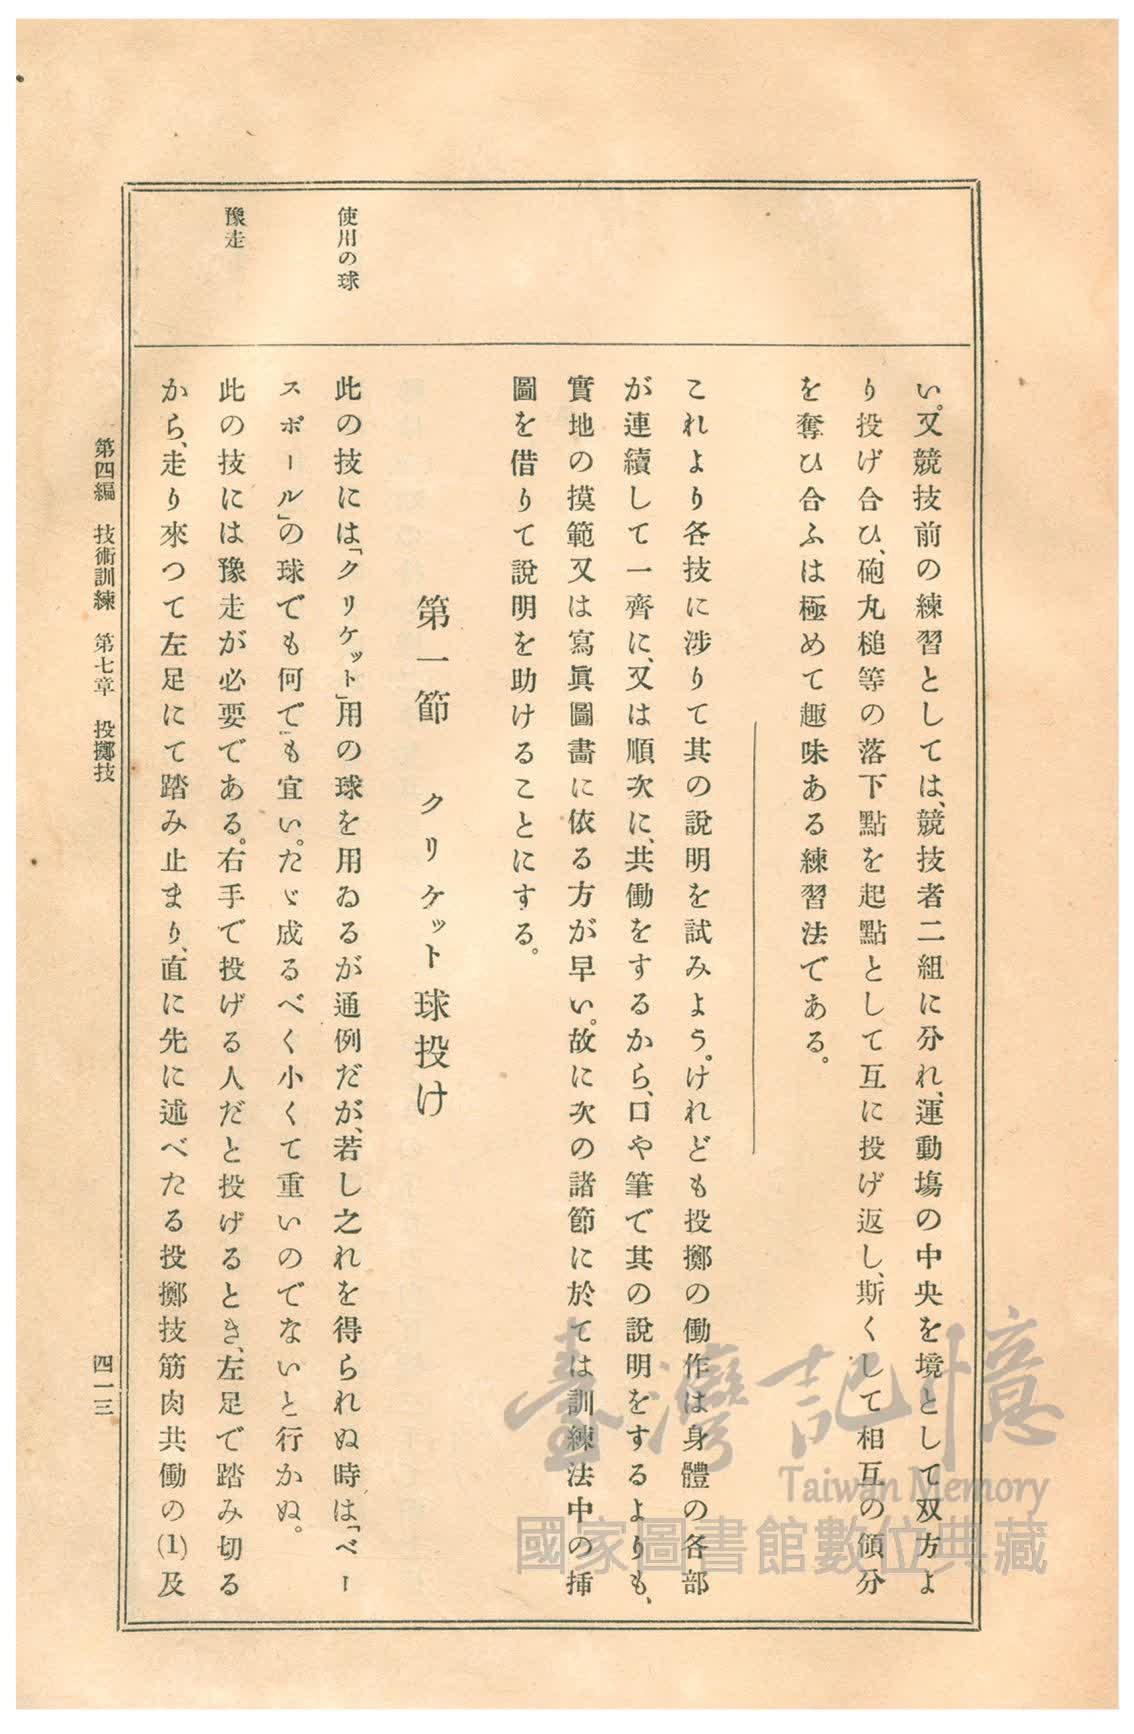 い。又競技前の練習としては、競技者二組に分れ、運動塲の中央を境として双方よ
り投げ合ひ、砲丸槌等の落下點を起點として互に投げ返し、斯くして相互の領分
を奪ひ合ふは極めて趣味ある練習法である。
これより各技に涉りて其の說明を試みよう。けれども投擲の働作は身體の各部
が連續して一齊に、又は順次に、共働をするから、口や筆で其の說明をするよりも、
實地の摸範又は寫眞圖畵に依る方が早い。故に次の諸節に於ては訓練法中の揷
圖を借りて說明を助けることにする。
第一節 クリケット球投け
使用の球
此の技には「クリケット」用の球を用ゐるが通例だが、若し之れを得られぬ時は「ベー
スボール」の球でも何でも宜い。たゞ成るべく小くて重いのでないと行かぬ。
豫走
此の技には豫走が必要である。右手で投げる人だと投げるとき、左足で踏み切る
から、走り來つて左足にて踏み止まり、直に先に述べたる投擲技筋肉共働の(1)及
第四編 技術訓練 第七章 投擲技
四一三
臺灣記憶
Taiwan Memory
國家圖書館數位典藏